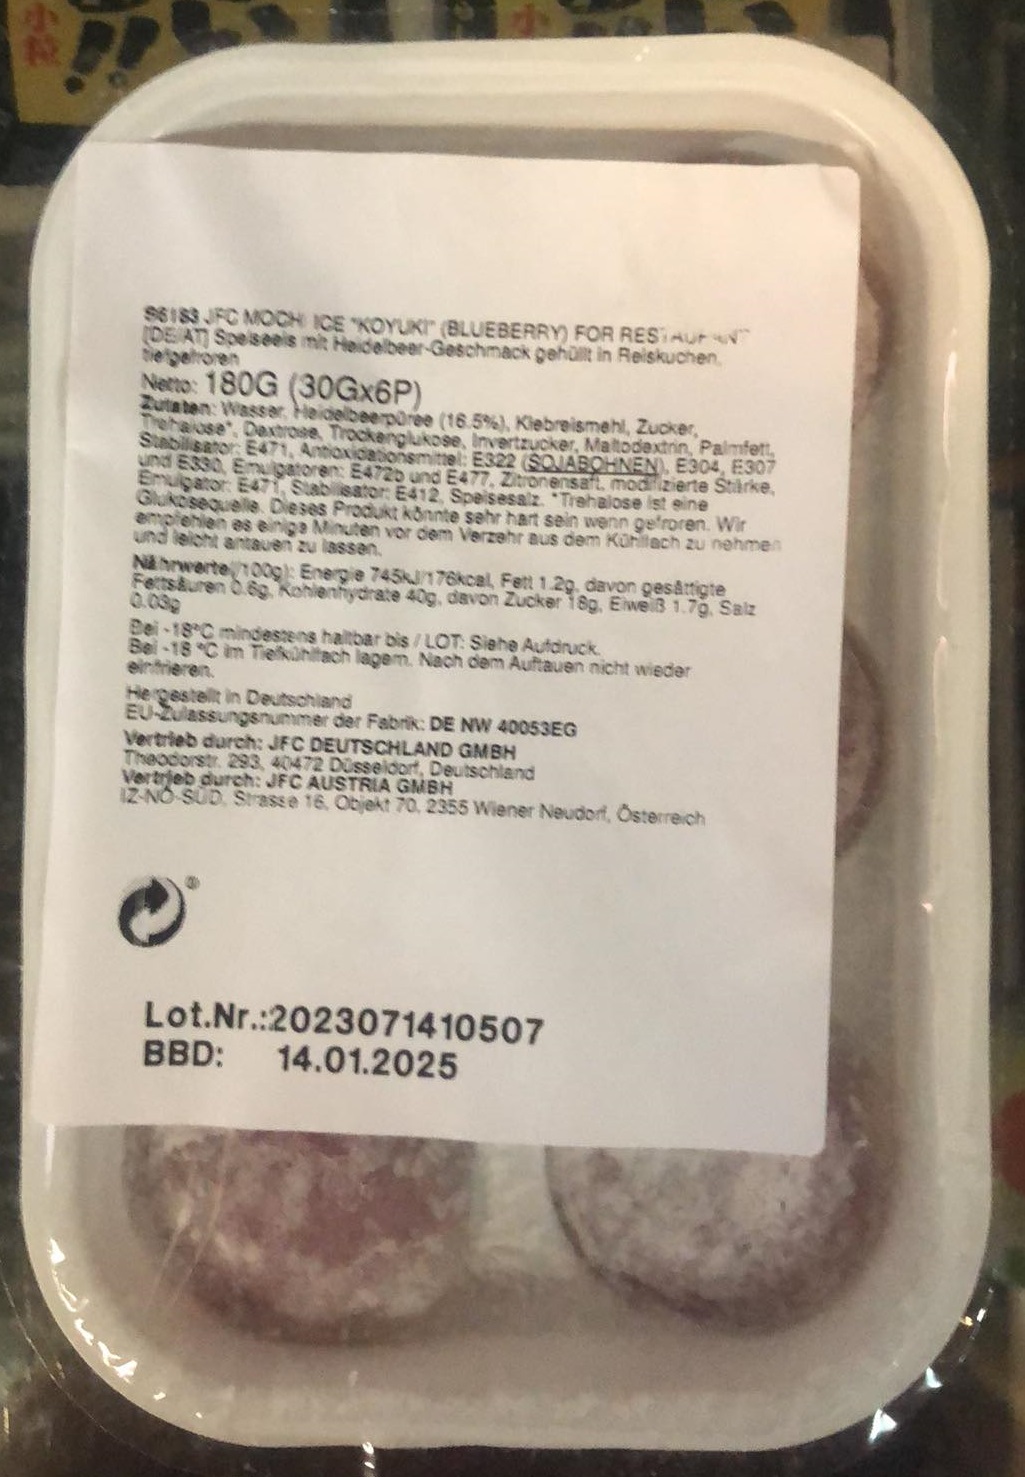 小粒
小
96183 JFC MOCHI ICE "KOYUKI" (BLUEBERRY) FOR RESTAURANT
[DE/AT] Speiseeis mit Heidelbeer-Geschmack gehüllt in Reiskuchen,
tiefgefroren
Netto: 180G (30Gx6P)
Zutaten: Wasser, Heidelbeerpüree (16.5%), Klebreismehl, Zucker,
Trehalose*, Dextrose, Trockenglukose, Invertzucker, Maltodextrin, Palmfett,
Stabilisator: E471, Antioxidationsmittel: E322 (SOJABOHNEN), E304, E307
und E330, Emulgatoren: E472b und E477, Zitronensaft, modifizierte Stärke,
Emulgator: E471, Stabilisator: E412, Speisesalz. *Trehalose ist eine
Glukosequelle. Dieses Produkt könnte sehr hart sein wenn gefroren. Wir
empfehlen es einige Minuten vor dem Verzehr aus dem Kühlfach zu nehmen
und leicht antauen zu lassen.
Nährwerte(/100g): Energie 745kJ/176kcal, Fett 1.2g, davon gesättigte
Fettsäuren 0.6g, Kohlenhydrate 40g, davon Zucker 18g, Eiweiß 1.7g, Salz
0.03g
Bei -18°C mindestens haltbar bis / LOT: Siehe Aufdruck.
Bei -18 °C im Tiefkühlfach lagern. Nach dem Auftauen nicht wieder
einfrieren.
Hergestellt in Deutschland
EU-Zulassungsnummer der Fabrik: DE NW 40053EG
Vertrieb durch: JFC DEUTSCHLAND GMBH
Theodorstr. 293, 40472 Düsseldorf, Deutschland
Vertrieb durch: JFC AUSTRIA GMBH
IZ-NÖ-SÜD, Strasse 16, Objekt 70, 2355 Wiener Neudorf, Österreich
Lot.Nr.:2023071410507
BBD: 14.01.2025